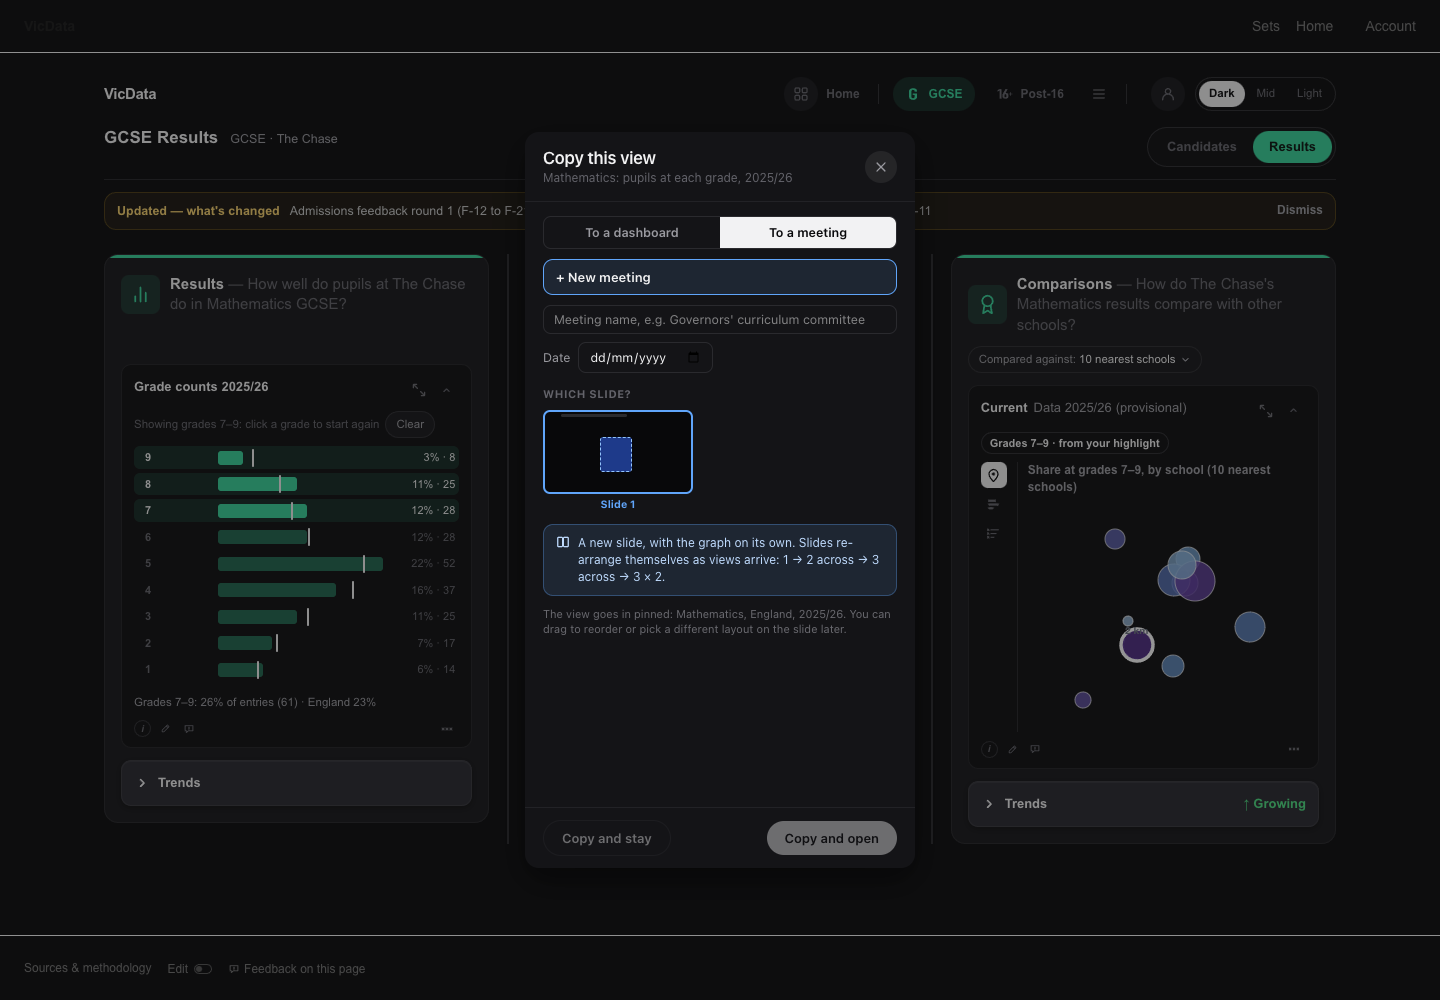 VicData
Sets Home Account
VicData
Home GCSE Post-16
Dark Mid Light
GCSE Results GCSE · The Chase
Candidates Results
Updated — what's changed Admissions feedback round 1 (F-12 to F-2
-11
Dismiss
Results — How well do pupils at The Chase
do in Mathematics GCSE?
Grade counts 2025/26
Showing grades 7–9: click a grade to start again Clear
9 3% · 8
8 11% · 25
7 12% · 28
6 12% · 28
5 22% · 52
4 16% · 37
3 11% · 25
2 7% · 17
1 6% · 14
Grades 7–9: 26% of entries (61) · England 23%
Trends
Copy this view
Mathematics: pupils at each grade, 2025/26
To a dashboard To a meeting
+ New meeting
Meeting name, e.g. Governors' curriculum committee
Date dd/mm/yyyy
WHICH SLIDE?
Slide 1
A new slide, with the graph on its own. Slides re-
arrange themselves as views arrive: 1 → 2 across → 3
across → 3 × 2.
The view goes in pinned: Mathematics, England, 2025/26. You can
drag to reorder or pick a different layout on the slide later.
Copy and stay Copy and open
Comparisons — How do The Chase's
Mathematics results compare with other
schools?
Compared against: 10 nearest schools
Current Data 2025/26 (provisional)
Grades 7–9 · from your highlight
Share at grades 7–9, by school (10 nearest
schools)
Trends ↑ Growing
Sources & methodology Edit Feedback on this page